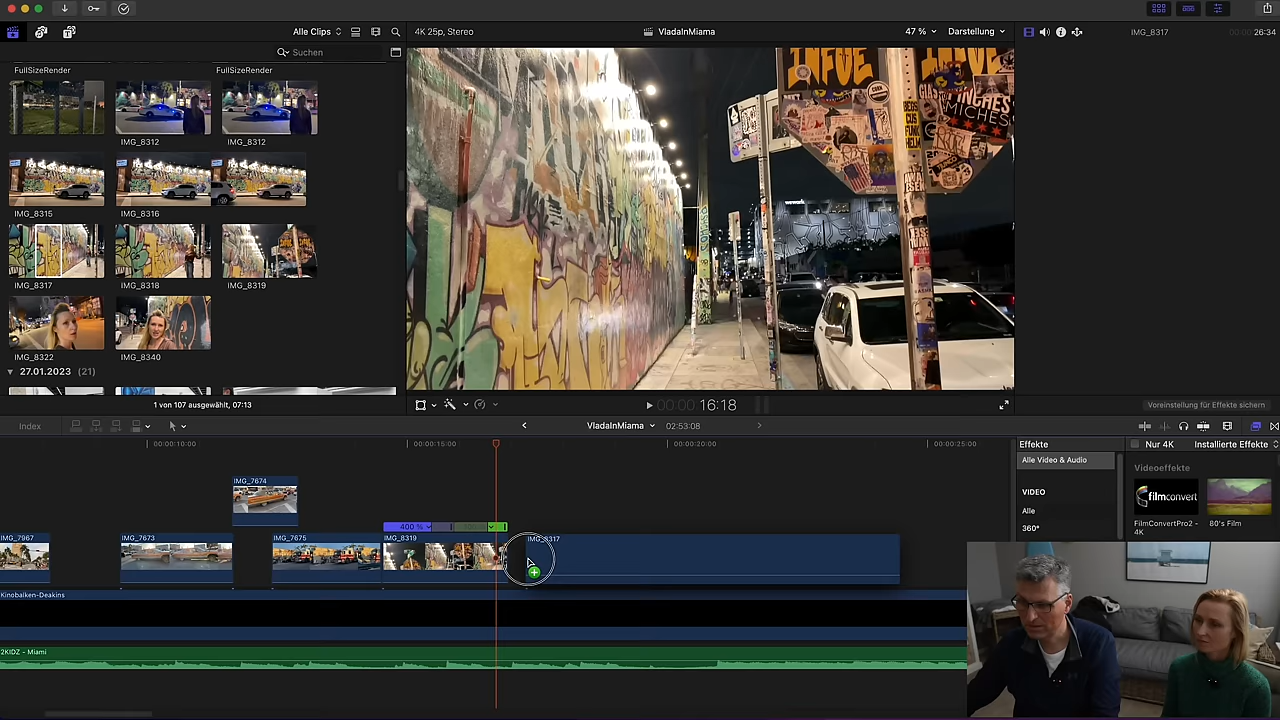 Alle Clips
4K 25p, Stereo
VladaInMiama
47 %
Darstellung
IMG_8317
00:00 26:34
Suchen
FullSizeRender
FullSizeRender
IMG_8312
IMG_8312
IMG_8315
IMG_8316
IMG_8317
IMG_8318
IMG_8319
IMG_8322
IMG_8340
27.01.2023 (21)
1 von 107 ausgewählt, 07:13
00:00 16:18
Voreinstellung für Effekte sichern
wework
MICHES
Index
VladaInMiama
02:53:08
00:00:10:00
00:00:15:00
00:00:20:00
00:00:25:00
Effekte
Nur 4K
Installierte Effekte
Alle Video & Audio
VIDEO
Alle
360°
Videoeffekte
filmconvert
FilmConvertPro2 - 4K
80's Film
IMG_7674
400 %
IMG_7967
IMG_7673
IMG_7675
IMG_8319
IMG_8317
Kinobalken-Deakins
2KIDZ - Miami